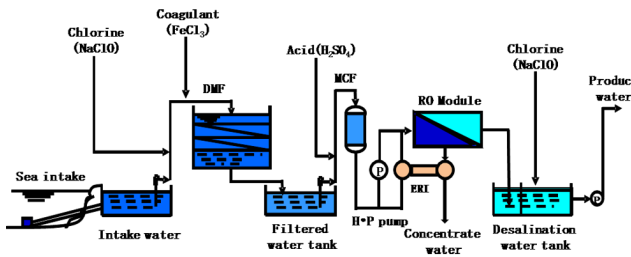 Coagulant
(FeCl₃)
Chlorine
(NaClO)
Acid(H₂SO₄)
Chlorine
(NaClO)
DMF
MCF
RO Module
Product
water
P
ERI
P
Sea intake
Intake water
Filtered
water tank
H•P pump
Concentrate
water
Desalination
water tank